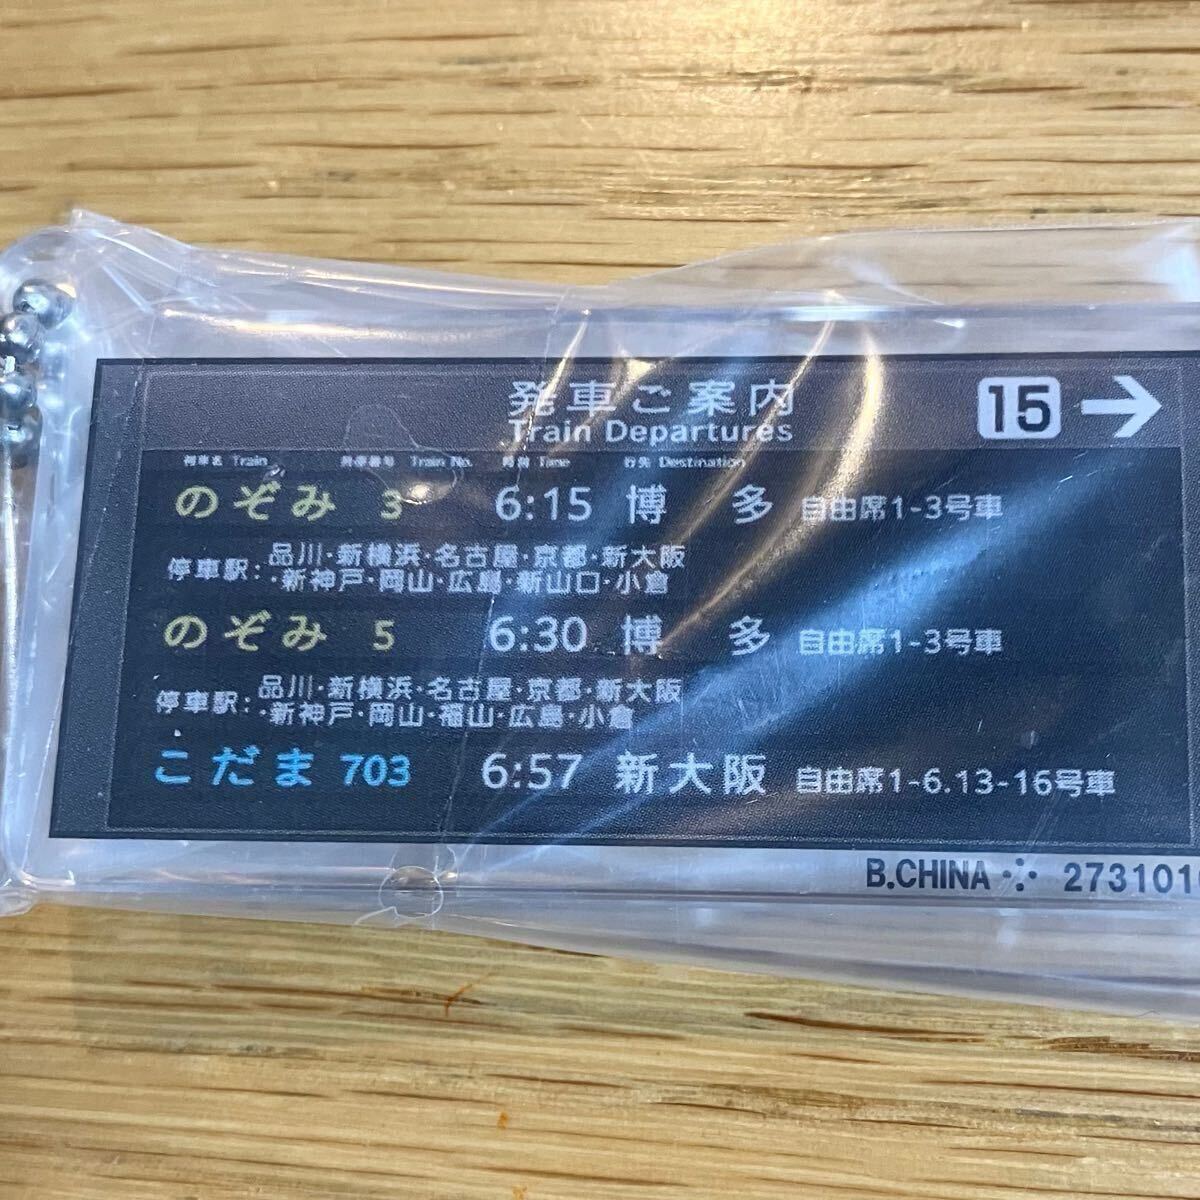 発車ご案内
Train Departures
15
列車名 Train 列車番号 Train No. 時刻 Time 行先 Destination
のぞみ 3 6:15 博多 自由席1-3号車
停車駅: 品川・新横浜・名古屋・京都・新大阪
・新神戸・岡山・広島・新山口・小倉
のぞみ 5 6:30 博多 自由席1-3号車
停車駅: 品川・新横浜・名古屋・京都・新大阪
・新神戸・岡山・福山・広島・小倉
こだま 703 6:57 新大阪 自由席1-6.13-16号車
B.CHINA 2731010